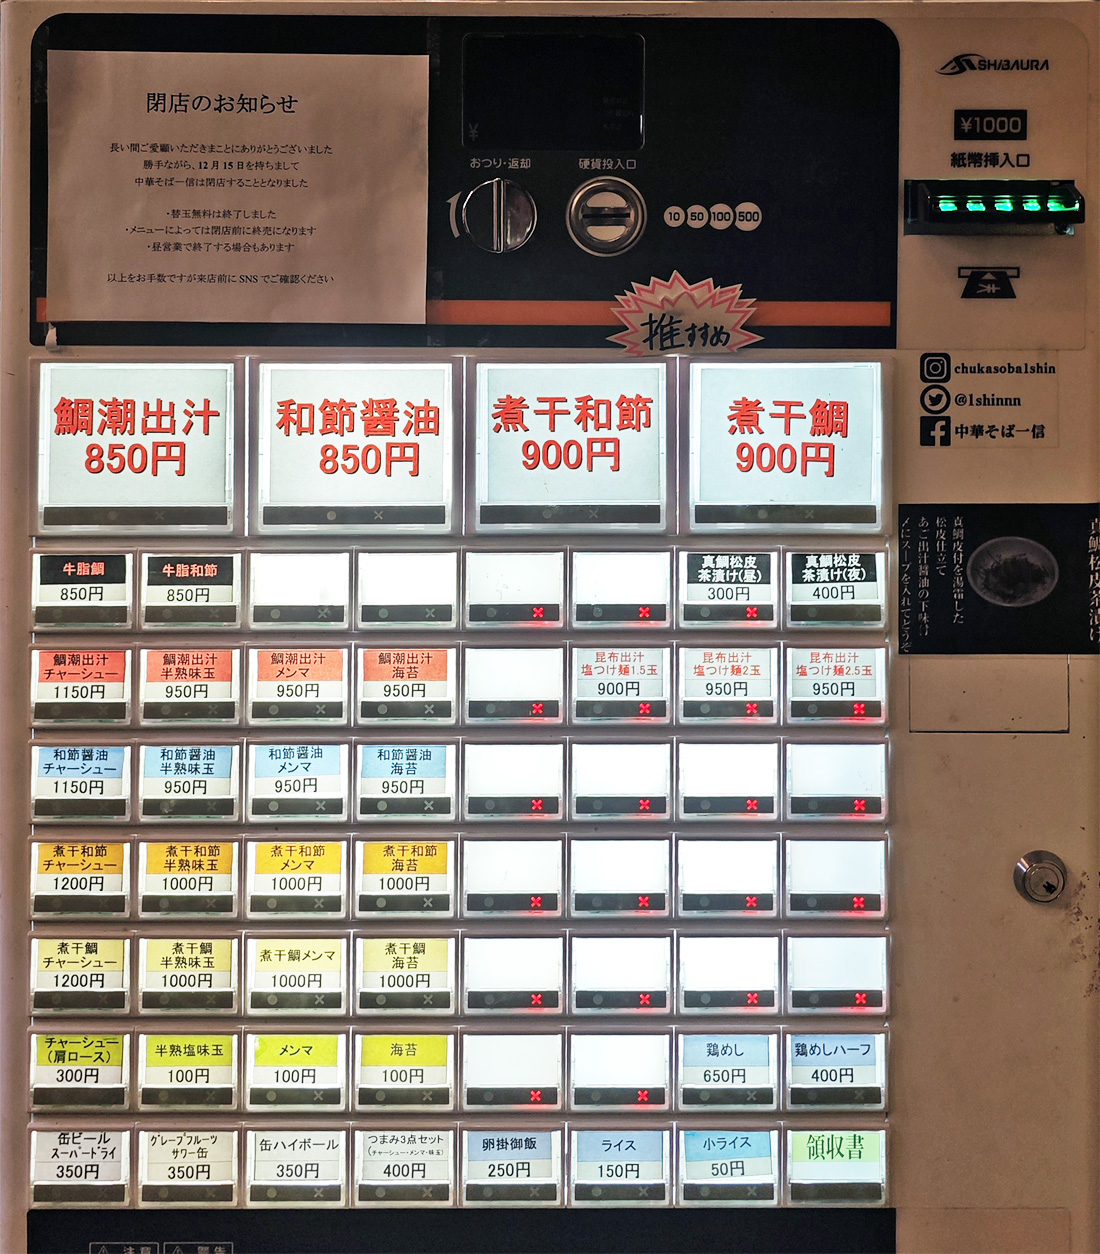 閉店のお知らせ
長い間ご愛顧いただきまことにありがとうございました
勝手ながら、12月15日を持ちまして
中華そば一信は閉店することとなりました
・替玉無料は終了しました
・メニューによっては閉店前に終売になります
・昼営業で終了する場合もあります
以上をお手数ですが来店前にSNSでご確認ください
¥
おつり・返却
硬貨投入口
10 50 100 500
SHIBAURA
¥1000
紙幣挿入口
推すすめ
chukasoba1shin
@1shinnn
中華そば一信
鯛潮出汁
850円
和節醤油
850円
煮干和節
900円
煮干鯛
900円
牛脂鯛
850円
牛脂和節
850円
真鯛松皮
茶漬け(昼)
300円
真鯛松皮
茶漬け(夜)
400円
真鯛松皮茶漬け
真鯛皮付を湯霜した
松皮仕立て
あご出汁醤油の下味け
〆にスープを入れてどうぞ
鯛潮出汁
チャーシュー
1150円
鯛潮出汁
半熟味玉
950円
鯛潮出汁
メンマ
950円
鯛潮出汁
海苔
950円
昆布出汁
塩つけ麺1.5玉
900円
昆布出汁
塩つけ麺2玉
950円
昆布出汁
塩つけ麺2.5玉
950円
和節醤油
チャーシュー
1150円
和節醤油
半熟味玉
950円
和節醤油
メンマ
950円
和節醤油
海苔
950円
煮干和節
チャーシュー
1200円
煮干和節
半熟味玉
1000円
煮干和節
メンマ
1000円
煮干和節
海苔
1000円
煮干鯛
チャーシュー
1200円
煮干鯛
半熟味玉
1000円
煮干鯛メンマ
1000円
煮干鯛
海苔
1000円
チャーシュー
(肩ロース)
300円
半熟塩味玉
100円
メンマ
100円
海苔
100円
鶏めし
650円
鶏めしハーフ
400円
缶ビール
スーパードライ
350円
グレープフルーツ
サワー缶
350円
缶ハイボール
350円
つまみ3点セット
(チャーシュー・メンマ・味玉)
400円
卵掛御飯
250円
ライス
150円
小ライス
50円
領収書
注意
警告